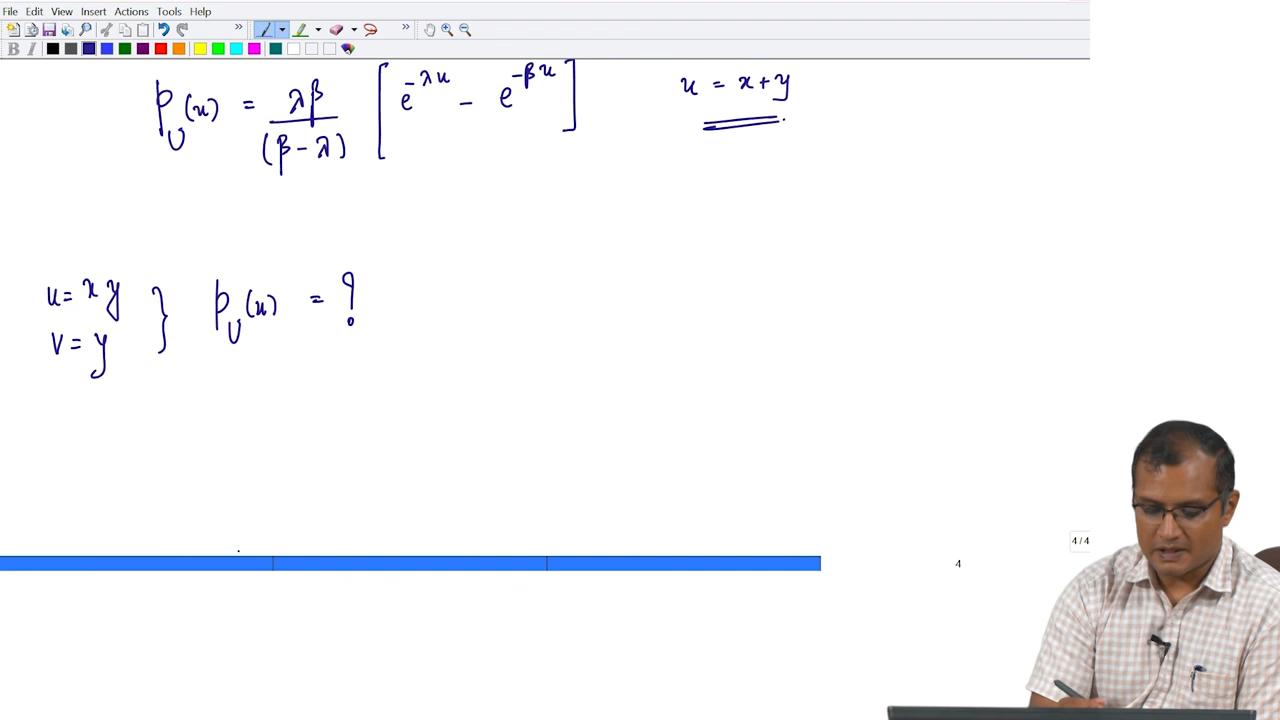 File Edit View Insert Actions Tools Help
» »
B I
p_U(u) = λβ/(β-λ) [e^{-λu} - e^{-βu}] u = x+y
u = xy
v = y } p_U(u) = ?
4/4
4